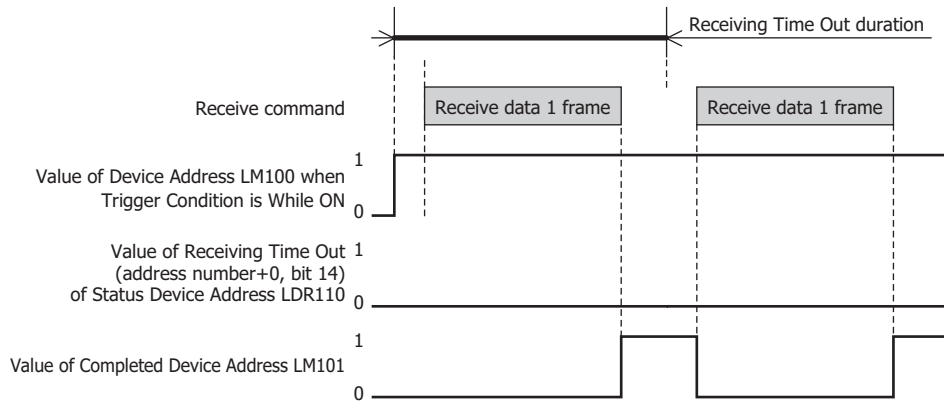 Receiving Time Out duration
Receive command
Receive data 1 frame
Receive data 1 frame
1
Value of Device Address LM100 when
Trigger Condition is While ON
0
Value of Receiving Time Out
1
(address number+0, bit 14)
of Status Device Address LDR110
0
1
Value of Completed Device Address LM101
0